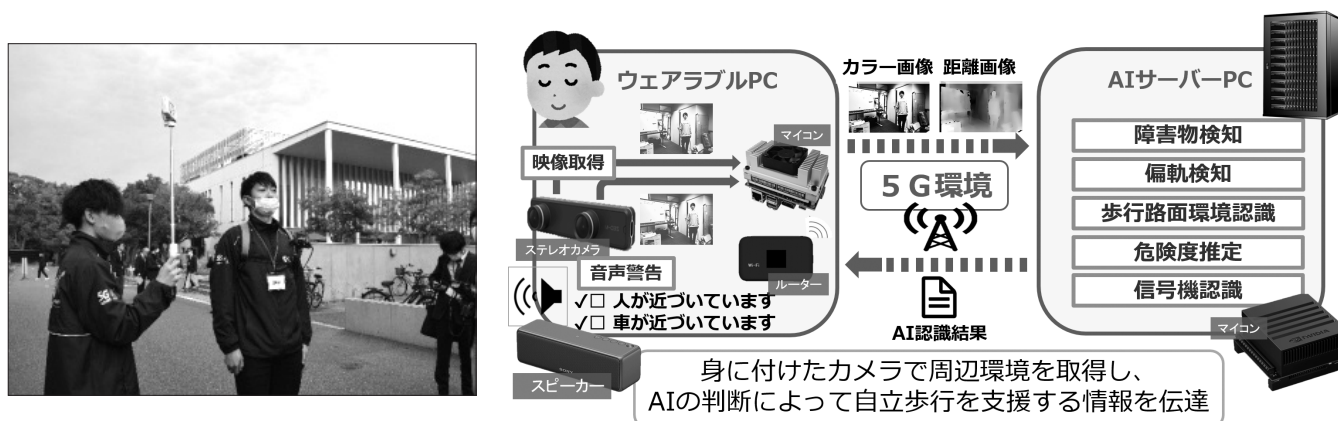 ウェアラブルPC
マイコン
映像取得
ステレオカメラ
音声警告
Wi-Fi
ルーター
✓□ 人が近づいています
✓□ 車が近づいています
SONY
スピーカー
カラー画像 距離画像
5G環境
AI認識結果
AIサーバーPC
障害物検知
偏軌検知
歩行路面環境認識
危険度推定
信号機認識
マイコン
身に付けたカメラで周辺環境を取得し、
AIの判断によって自立歩行を支援する情報を伝達